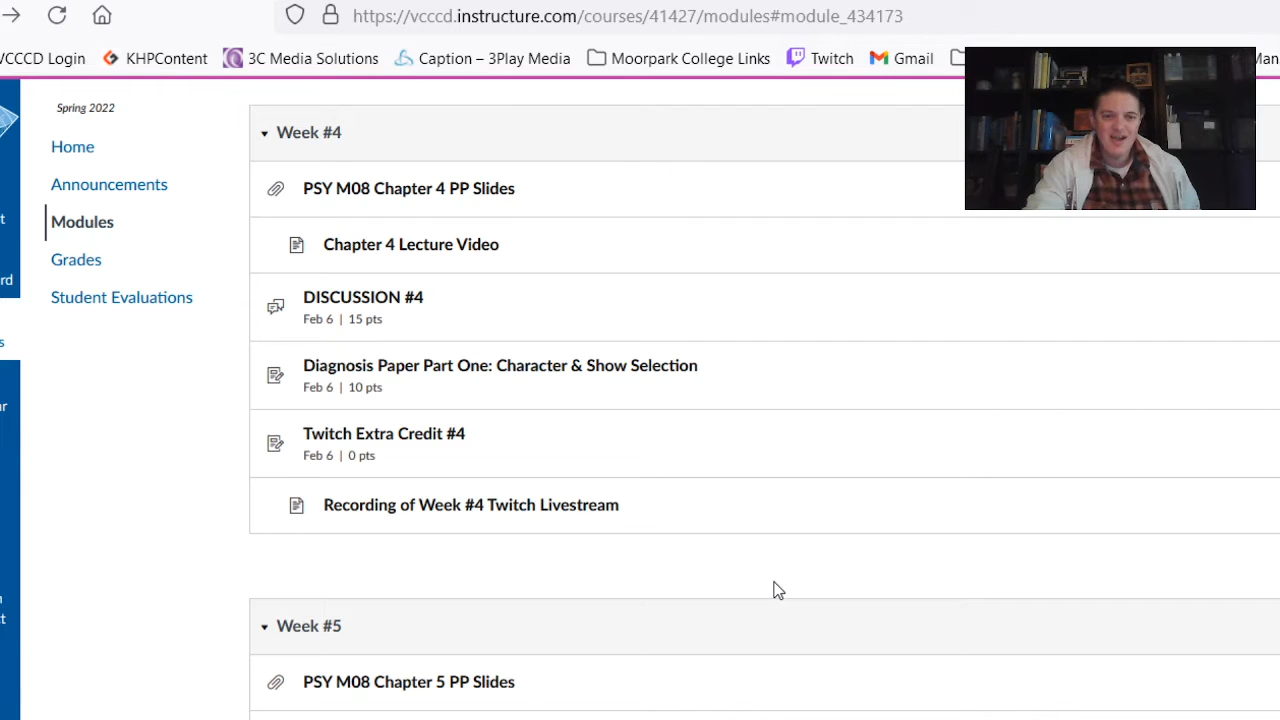 https://vcccd.instructure.com/courses/41427/modules#module_434173
VCCCD Login KHPContent 3C Media Solutions Caption – 3Play Media Moorpark College Links Twitch Gmail
Spring 2022
Home
Announcements
Modules
Grades
Student Evaluations
Week #4
PSY M08 Chapter 4 PP Slides
Chapter 4 Lecture Video
DISCUSSION #4
Feb 6 | 15 pts
Diagnosis Paper Part One: Character & Show Selection
Feb 6 | 10 pts
Twitch Extra Credit #4
Feb 6 | 0 pts
Recording of Week #4 Twitch Livestream
Week #5
PSY M08 Chapter 5 PP Slides